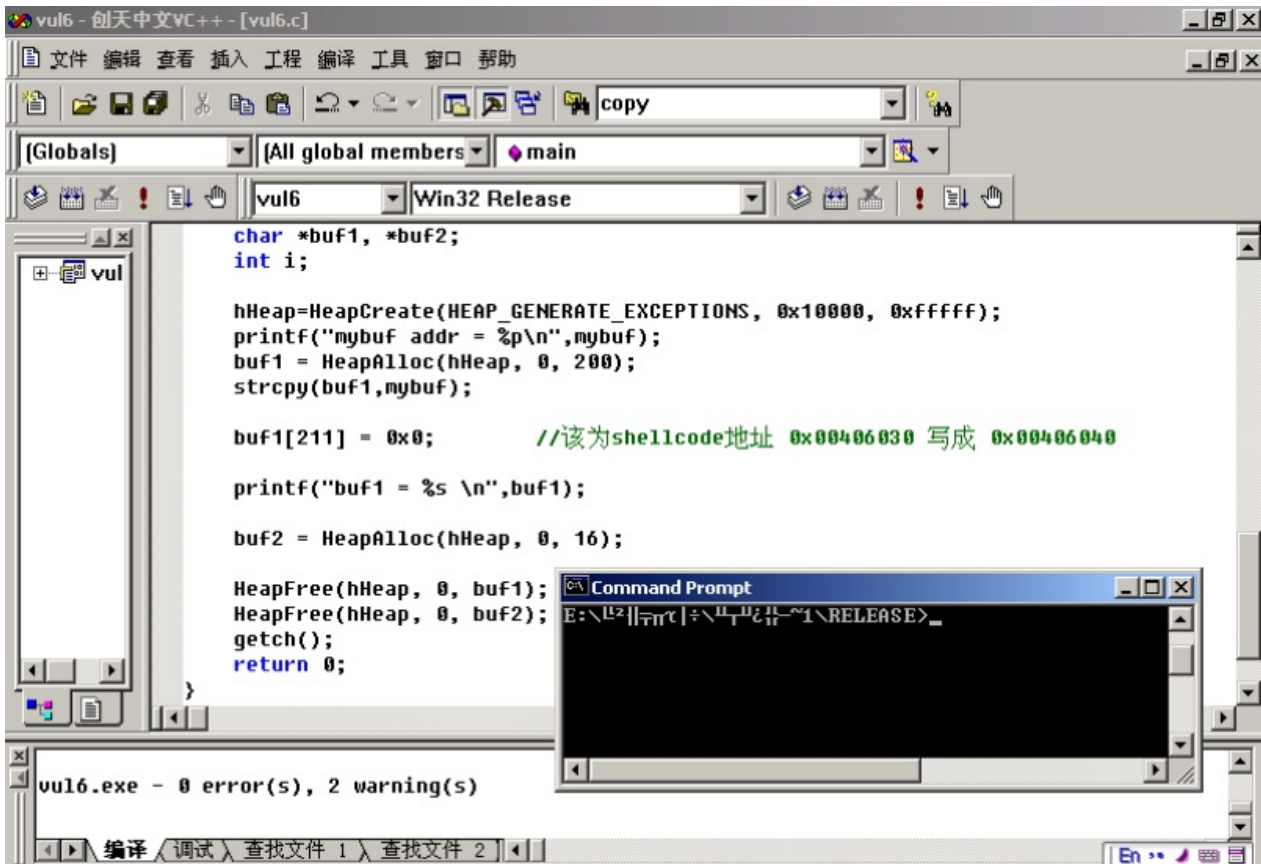 vul6 - 创天中文VC++ - [vul6.c]
文件 编辑 查看 插入 工程 编译 工具 窗口 帮助
copy
(Globals) (All global members main
vul6 Win32 Release
vul
char *buf1, *buf2;
int i;
hHeap=HeapCreate(HEAP_GENERATE_EXCEPTIONS, 0x10000, 0xfffff);
printf("mybuf addr = %p\n",mybuf);
buf1 = HeapAlloc(hHeap, 0, 200);
strcpy(buf1,mybuf);
buf1[211] = 0x0; //该为shellcode地址 0x00406030 写成 0x00406040
printf("buf1 = %s \n",buf1);
buf2 = HeapAlloc(hHeap, 0, 16);
HeapFree(hHeap, 0, buf1);
HeapFree(hHeap, 0, buf2);
getch();
return 0;
}
Command Prompt
~1\RELEASE>_
vul6.exe - 0 error(s), 2 warning(s)
编译 调试 查找文件 1 查找文件 2
En